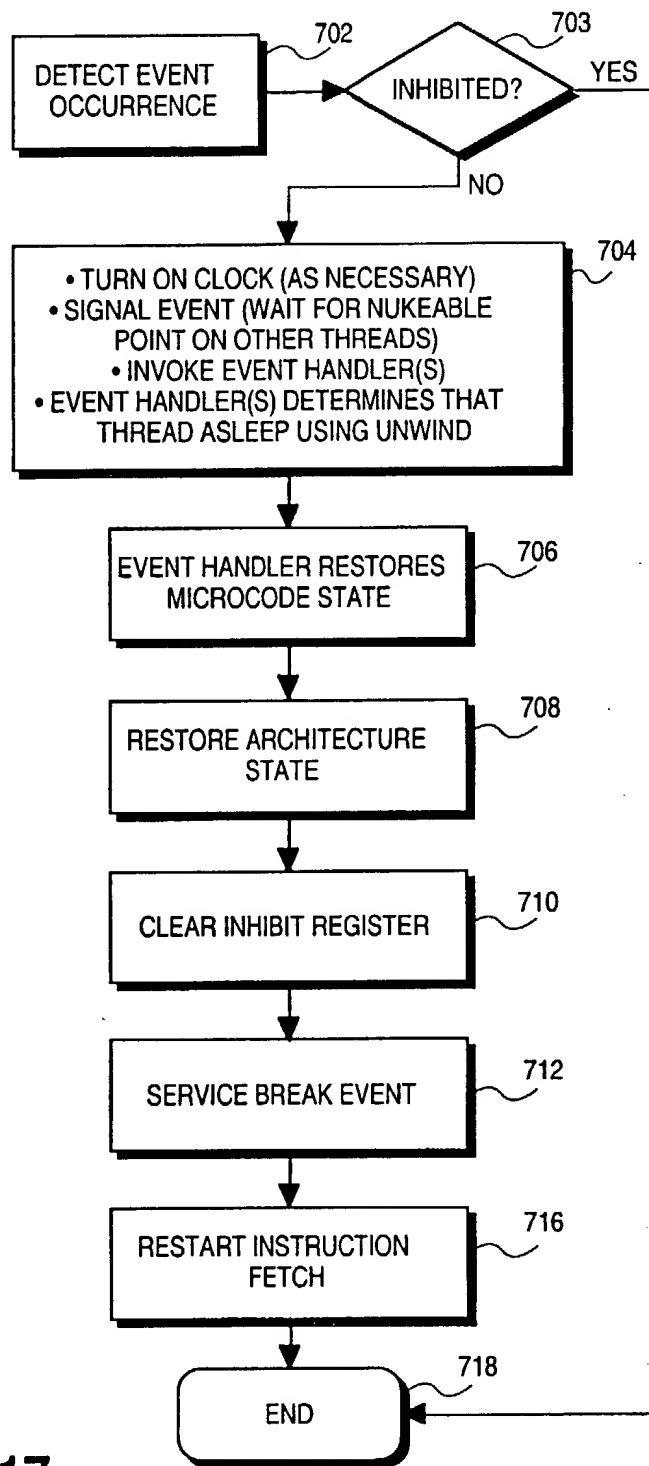 702
703
DETECT EVENT
OCCURRENCE
INHIBITED?
YES
NO
704
• TURN ON CLOCK (AS NECESSARY)
• SIGNAL EVENT (WAIT FOR NUKEABLE
POINT ON OTHER THREADS)
• INVOKE EVENT HANDLER(S)
• EVENT HANDLER(S) DETERMINES THAT
THREAD ASLEEP USING UNWIND
706
EVENT HANDLER RESTORES
MICROCODE STATE
708
RESTORE ARCHITECTURE
STATE
710
CLEAR INHIBIT REGISTER
712
SERVICE BREAK EVENT
716
RESTART INSTRUCTION
FETCH
718
END
17